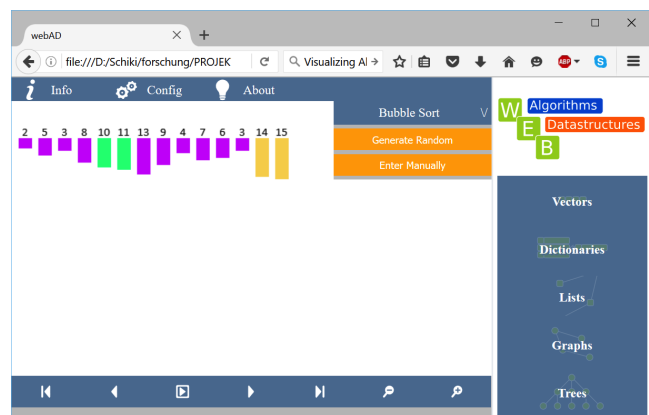 webAD
file:///D:/Schiki/forschung/PROJEK
Visualizing Al
ABP
S
i Info
Config
About
Bubble Sort V
Generate Random
Enter Manually
2 5 3 8 10 11 13 9 4 7 6 3 14 15
W Algorithms
E Datastructures
B
Vectors
Dictionaries
Lists
Graphs
Trees